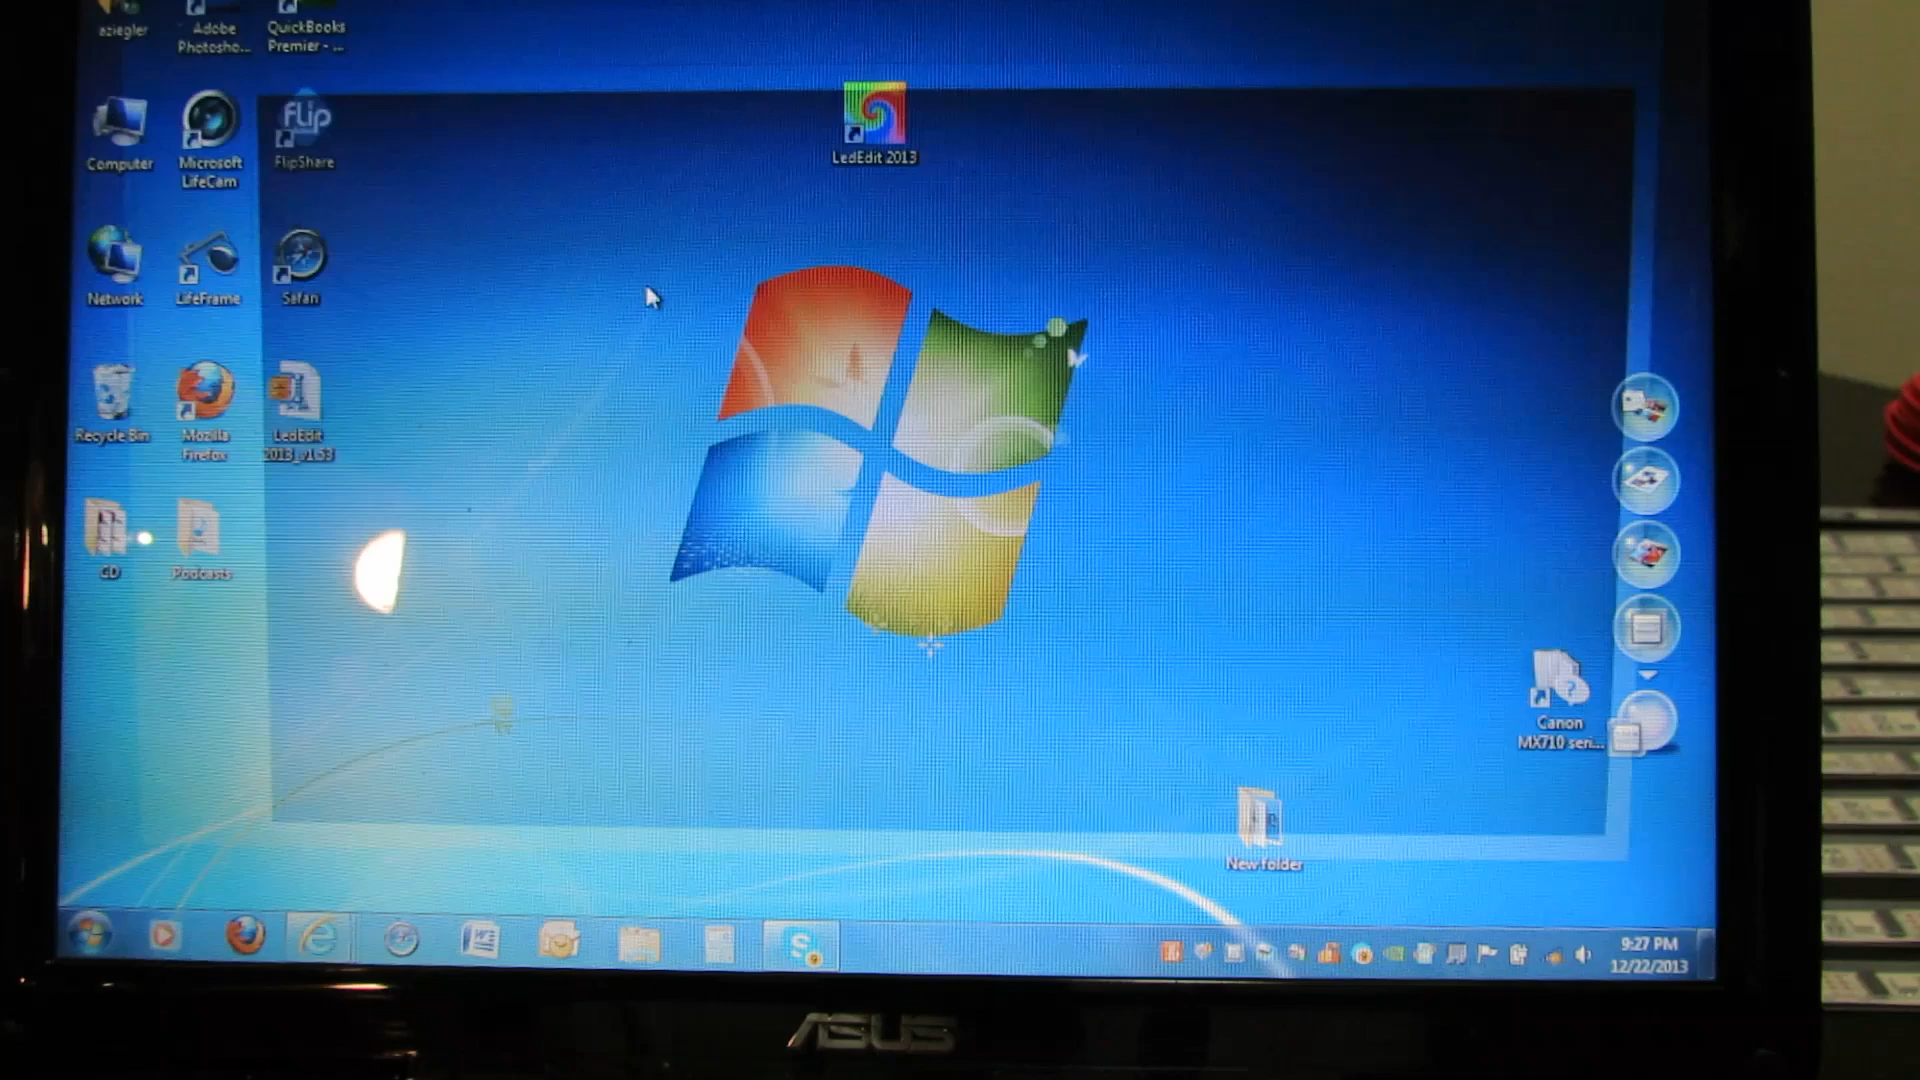 aziegler
Adobe
Photosho...
QuickBooks
Premier - ...
Computer
Microsoft
LifeCam
FLiP
FlipShare
LedEdit 2013
Network
LifeFrame
Safari
Recycle Bin
Mozilla
Firefox
LedEdit
2013_v1.53
CD
Podcasts
Canon
MX710 seri...
New folder
9:27 PM
12/22/2013
ASUS